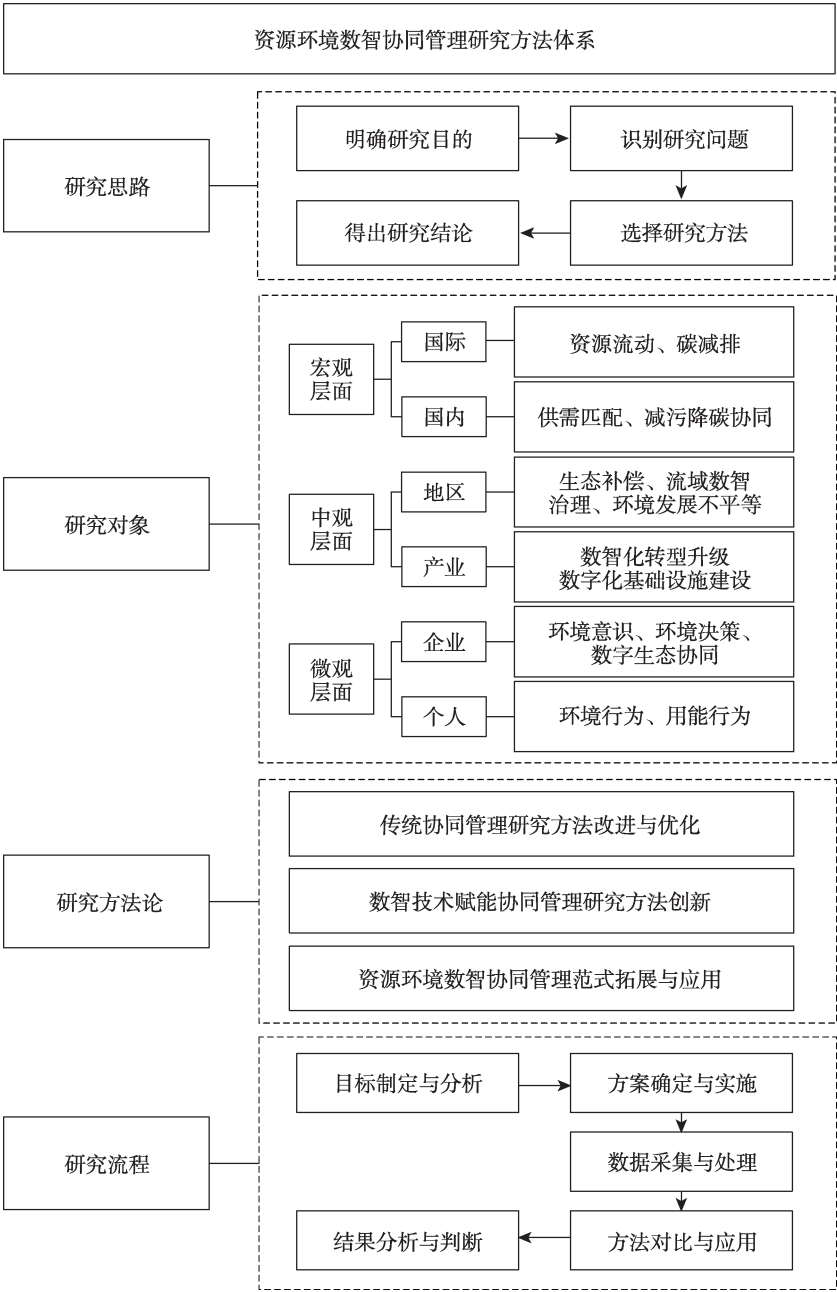 资源环境数智协同管理研究方法体系
研究思路
明确研究目的
识别研究问题
得出研究结论
选择研究方法
研究对象
宏观
层面
国际
资源流动、碳减排
国内
供需匹配、减污降碳协同
中观
层面
地区
生态补偿、流域数智
治理、环境发展不平等
产业
数智化转型升级
数字化基础设施建设
微观
层面
企业
环境意识、环境决策、
数字生态协同
个人
环境行为、用能行为
研究方法论
传统协同管理研究方法改进与优化
数智技术赋能协同管理研究方法创新
资源环境数智协同管理范式拓展与应用
研究流程
目标制定与分析
方案确定与实施
数据采集与处理
结果分析与判断
方法对比与应用